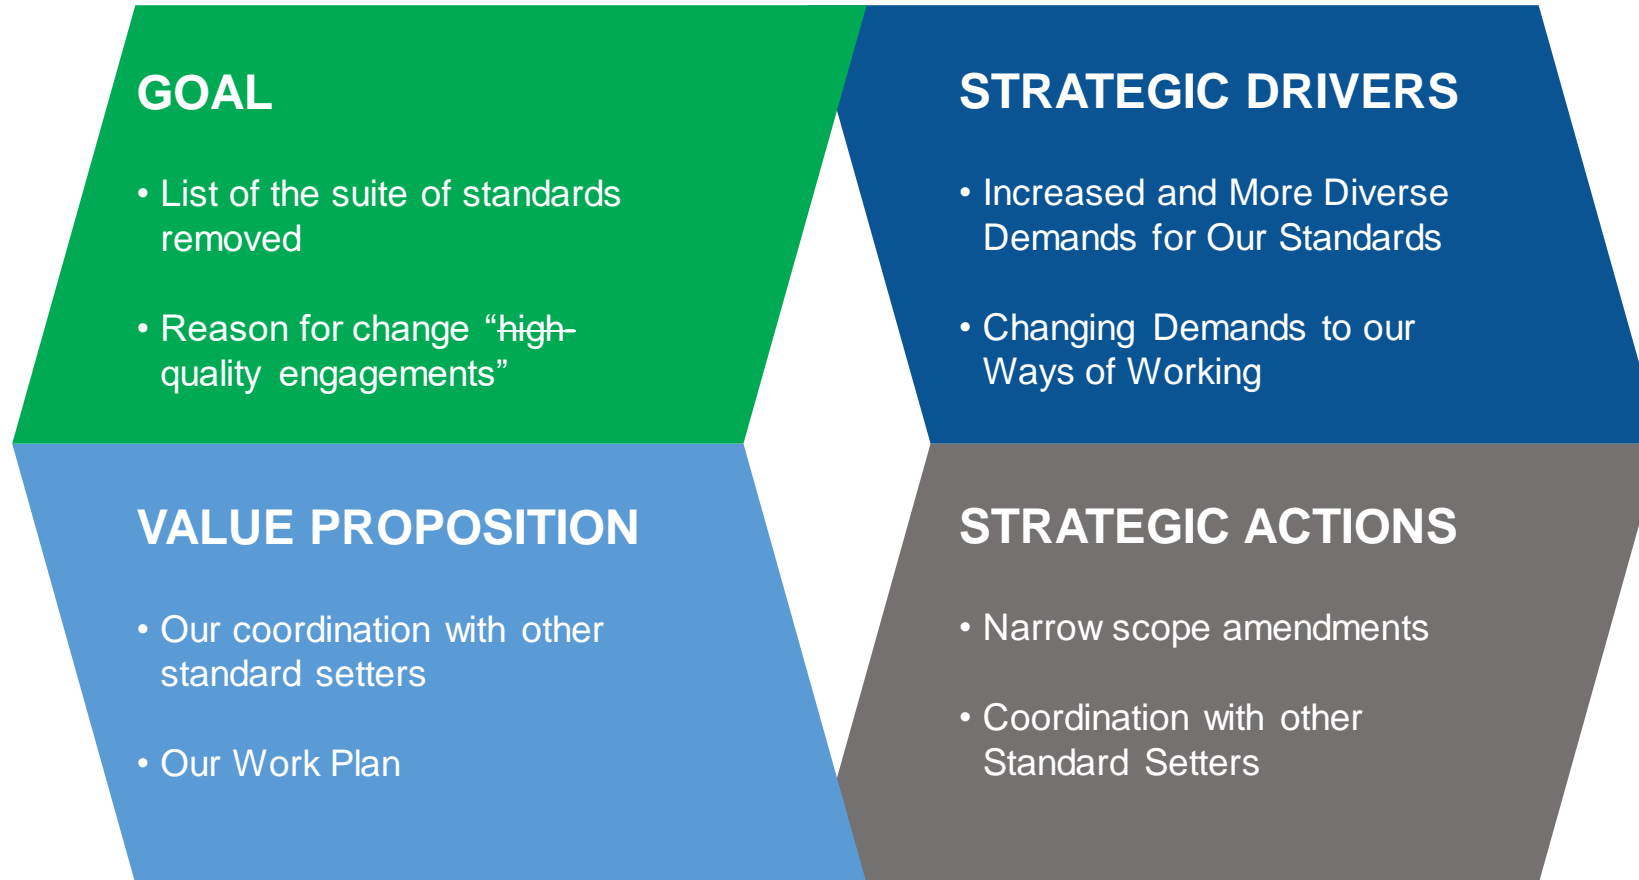 GOAL
• List of the suite of standards
removed
• Reason for change “high-
quality engagements”
STRATEGIC DRIVERS
• Increased and More Diverse
Demands for Our Standards
• Changing Demands to our
Ways of Working
VALUE PROPOSITION
• Our coordination with other
standard setters
• Our Work Plan
STRATEGIC ACTIONS
• Narrow scope amendments
• Coordination with other
Standard Setters